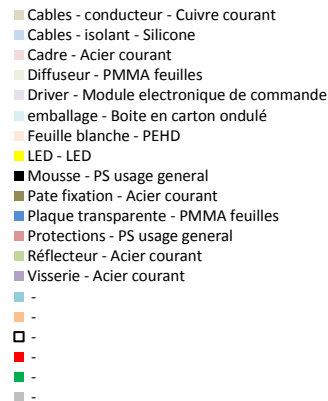 Cables - conducteur - Cuivre courant
Cables - isolant - Silicone
Cadre - Acier courant
Diffuseur - PMMA feuilles
Driver - Module electronique de commande
emballage - Boite en carton ondulé
Feuille blanche - PEHD
LED - LED
Mousse - PS usage general
Pate fixation - Acier courant
Plaque transparente - PMMA feuilles
Protections - PS usage general
Réflecteur - Acier courant
Visserie - Acier courant
-
-
-
-
-
-